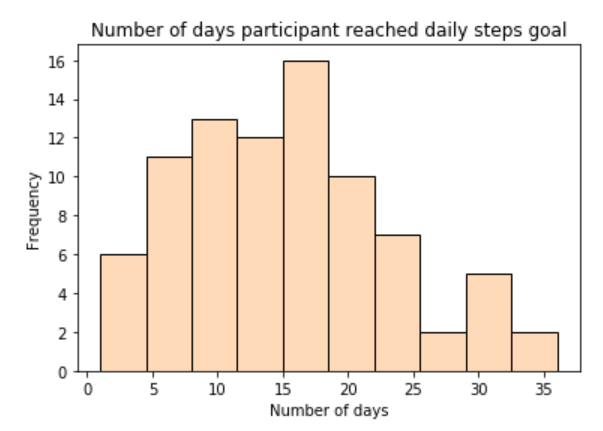 Number of days participant reached daily steps goal
16
14
12
10
8
6
4
2
0
Frequency
0 5 10 15 20 25 30 35
Number of days